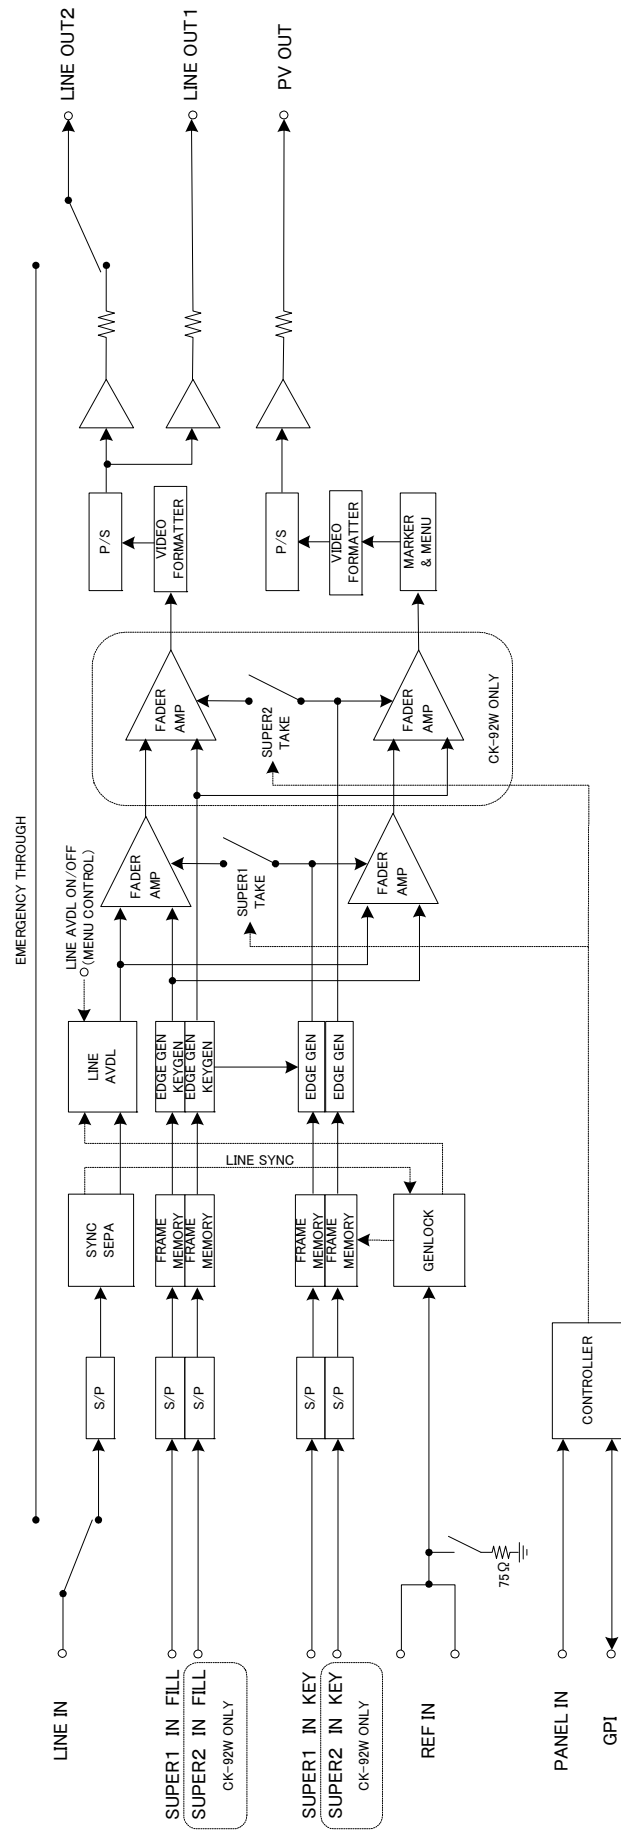 EMERGENCY THROUGH
LINE IN
S/P
SYNC
SEPA
LINE
AVDL
LINE AVDL ON/OFF
(MENU CONTROL)
LINE SYNC
SUPER1 IN FILL
SUPER2 IN FILL
CK-92W ONLY
S/P
S/P
FRAME
MEMORY
FRAME
MEMORY
EDGE GEN
KEYGEN
EDGE GEN
KEYGEN
FADER
AMP
FADER
AMP
VIDEO
FORMATTER
P/S
LINE OUT2
LINE OUT1
SUPER1 IN KEY
SUPER2 IN KEY
CK-92W ONLY
S/P
S/P
FRAME
MEMORY
FRAME
MEMORY
EDGE GEN
EDGE GEN
SUPER1
TAKE
SUPER2
TAKE
FADER
AMP
FADER
AMP
CK-92W ONLY
MARKER
& MENU
VIDEO
FORMATTER
P/S
PV OUT
REF IN
75Ω
GENLOCK
PANEL IN
GPI
CONTROLLER